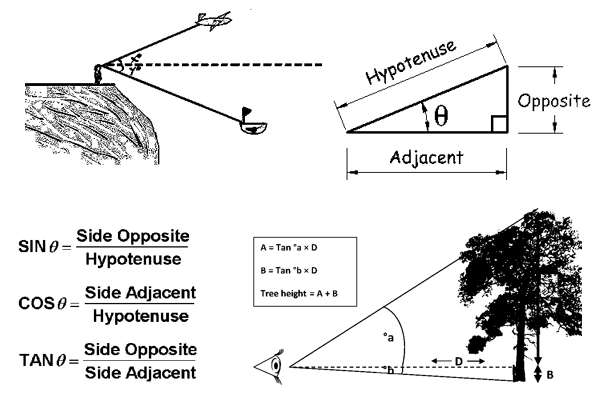 Hypotenuse
θ
Opposite
Adjacent
SIN θ = Side Opposite
Hypotenuse
COS θ = Side Adjacent
Hypotenuse
TAN θ = Side Opposite
Side Adjacent
A = Tan °a × D
B = Tan °b × D
Tree height = A + B
°a
°b
D
B